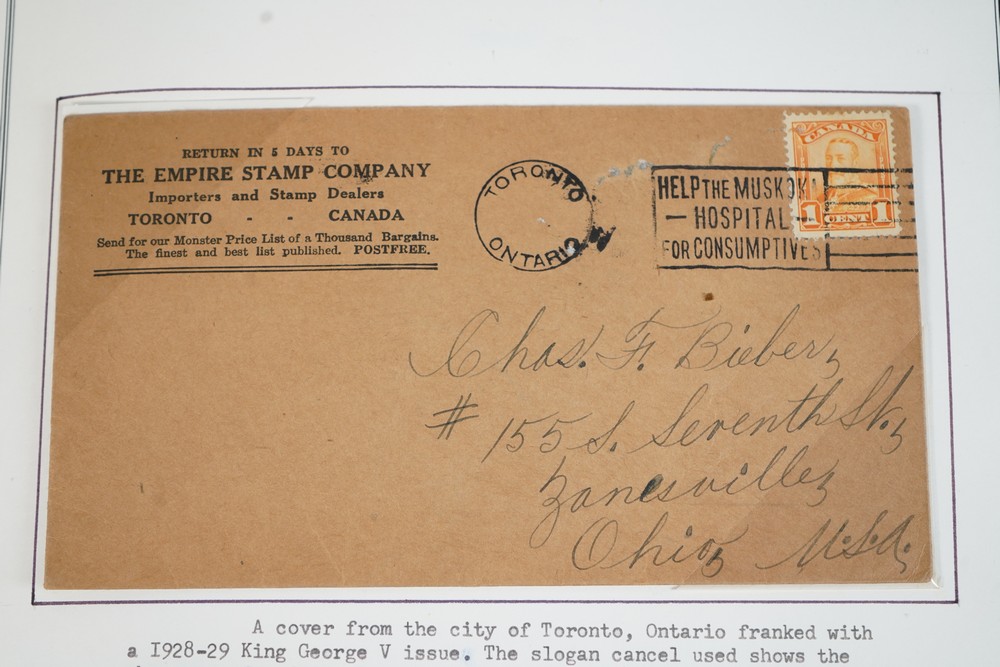 RETURN IN 5 DAYS TO
THE EMPIRE STAMP COMPANY
Importers and Stamp Dealers
TORONTO - - CANADA
Send for our Monster Price List of a Thousand Bargains.
The finest and best list published. POSTFREE.
TORONTO
ONTARIO
HELP THE MUSKOKA
— HOSPITAL
FOR CONSUMPTIVES
CANADA
1 CENT 1
Chas. F. Bieber,
# 155 S. Seventh St.,
Zanesville,
Ohio, U.S.A.
A cover from the city of Toronto, Ontario franked with
a 1928-29 King George V issue. The slogan cancel used shows the